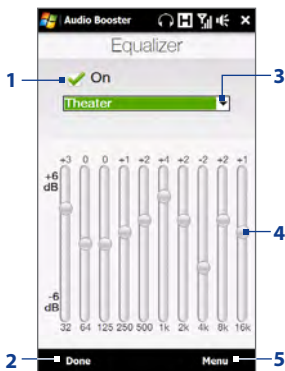 Audio Booster
Equalizer
1
On
3
Theater
+3 0 0 +1 +2 +4 +2 -2 +2 +1
+6
dB
4
-6
dB
32 64 125 250 500 1k 2k 4k 8k 16k
2
Done
Menu
5